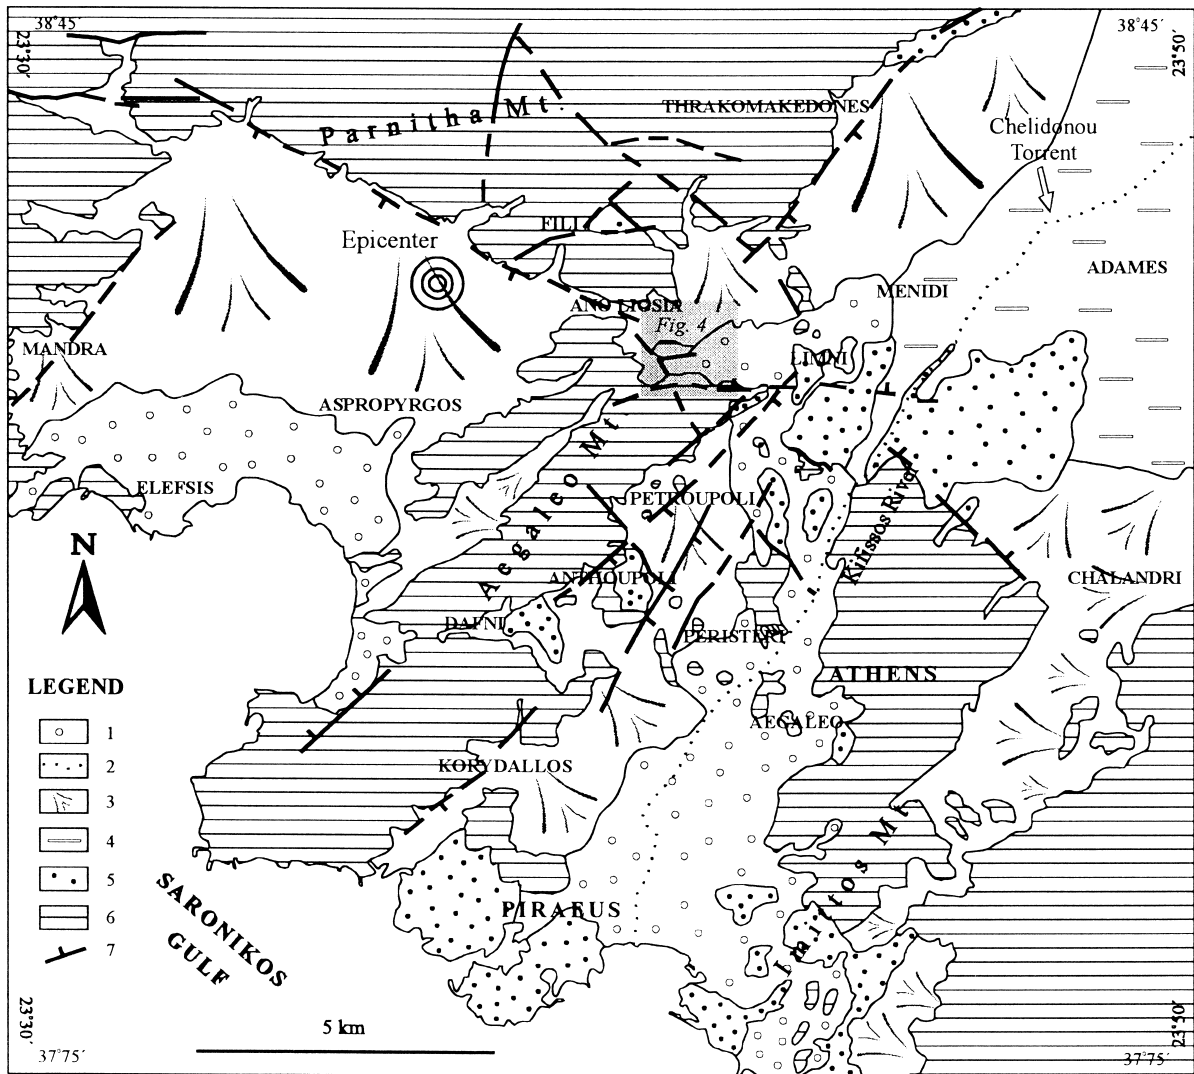 38°45´
38°45´
23°30´
23°50´
Parnitha Mt.
THRAKOMAKEDONES
Chelidonou
Torrent
FILI
Epicenter
ADAMES
MENIDI
ANO LIOSIA
Fig. 4
MANDRA
LIMNI
ASPROPYRGOS
ELEFSIS
Aegaleo Mt
PETROUPOLI
Kifissos River
N
ANTHOUPOLI
CHALANDRI
DAFNI
PERISTERI
ATHENS
LEGEND
AEGALEO
1
2
KORYDALLOS
3
4
5
Imittos Mt
6
PIRAEUS
7
SARONIKOS
GULF
23°30´
23°50´
5 km
37°75´
37°75´